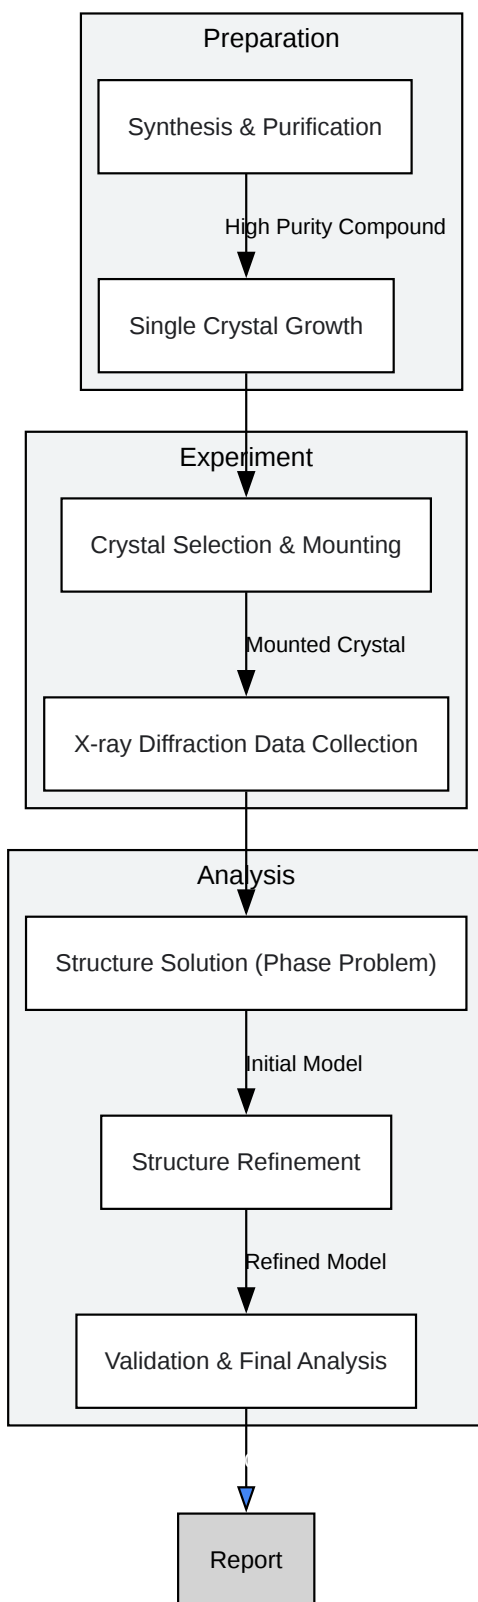 Preparation
Synthesis & Purification
High Purity Compound
Single Crystal Growth
Experiment
Crystal Selection & Mounting
Mounted Crystal
X-ray Diffraction Data Collection
Analysis
Structure Solution (Phase Problem)
Initial Model
Structure Refinement
Refined Model
Validation & Final Analysis
Report